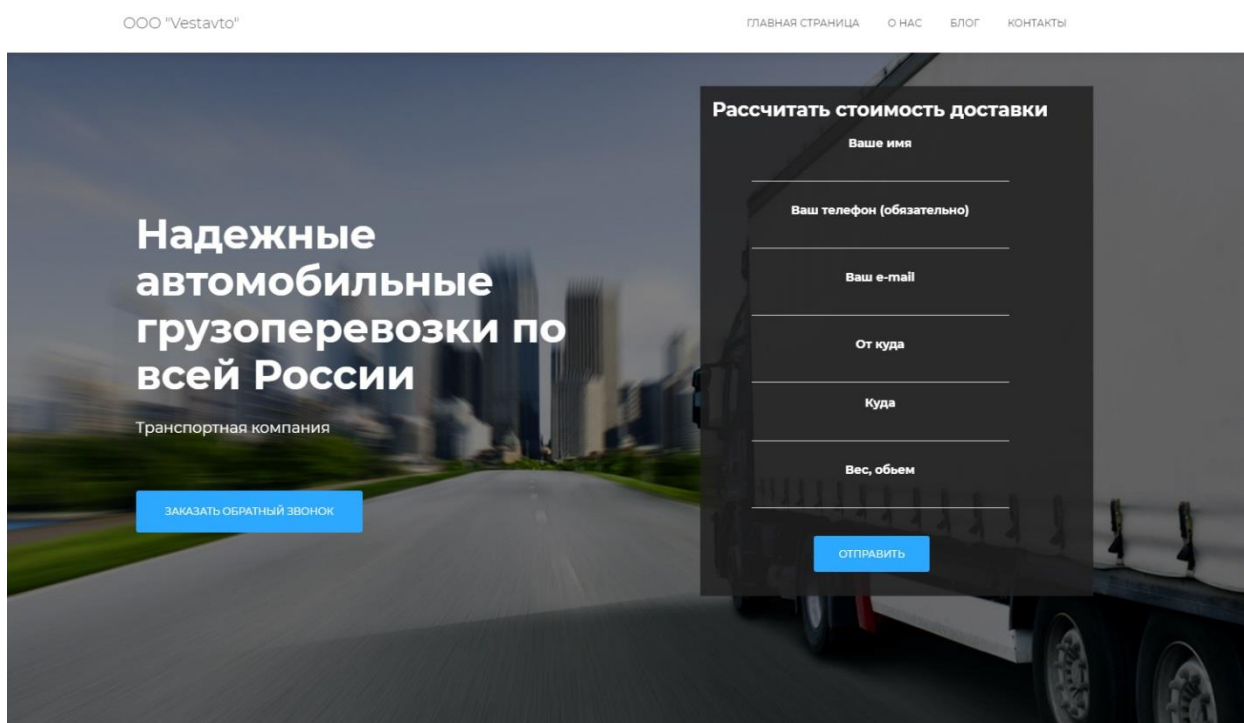 ООО "Vestavto"
ГЛАВНАЯ СТРАНИЦА О НАС БЛОГ КОНТАКТЫ
Надежные
автомобильные
грузоперевозки по
всей России
Транспортная компания
ЗАКАЗАТЬ ОБРАТНЫЙ ЗВОНОК
Рассчитать стоимость доставки
Ваше имя
Ваш телефон (обязательно)
Ваш e-mail
От куда
Куда
Вес, обьем
ОТПРАВИТЬ